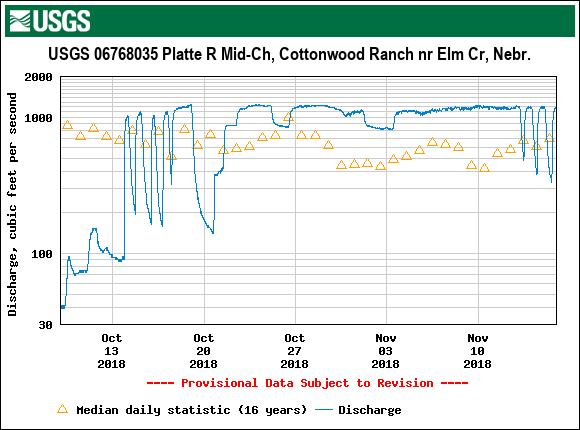 USGS
USGS 06768035 Platte R Mid-Ch, Cottonwood Ranch nr Elm Cr, Nebr.
Discharge, cubic feet per second
2000
1000
100
30
Oct 13 2018
Oct 20 2018
Oct 27 2018
Nov 03 2018
Nov 10 2018
---- Provisional Data Subject to Revision ----
Median daily statistic (16 years)
Discharge